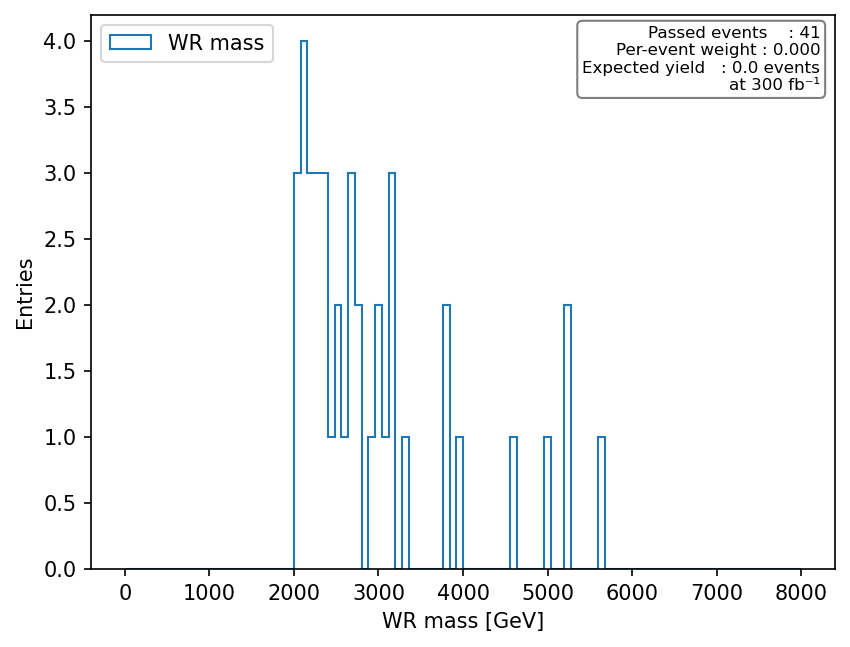 WR mass
Passed events : 41
Per-event weight : 0.000
Expected yield : 0.0 events
at 300 fb⁻¹
4.0
3.5
3.0
2.5
2.0
1.5
1.0
0.5
0.0
Entries
0 1000 2000 3000 4000 5000 6000 7000 8000
WR mass [GeV]